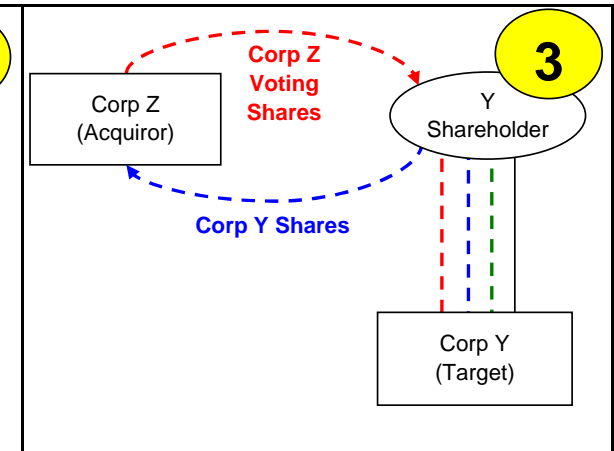 3
Corp Z
Voting
Shares
Corp Z
(Acquiror)
Y
Shareholder
Corp Y Shares
Corp Y
(Target)